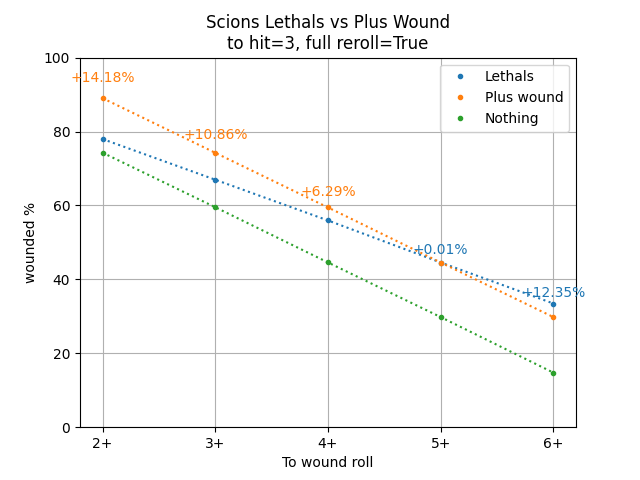 Scions Lethals vs Plus Wound
to hit=3, full reroll=True
100
80
60
40
20
0
wounded %
+14.18%
+10.86%
+6.29%
+0.01%
+12.35%
Lethals
Plus wound
Nothing
2+
3+
4+
5+
6+
To wound roll